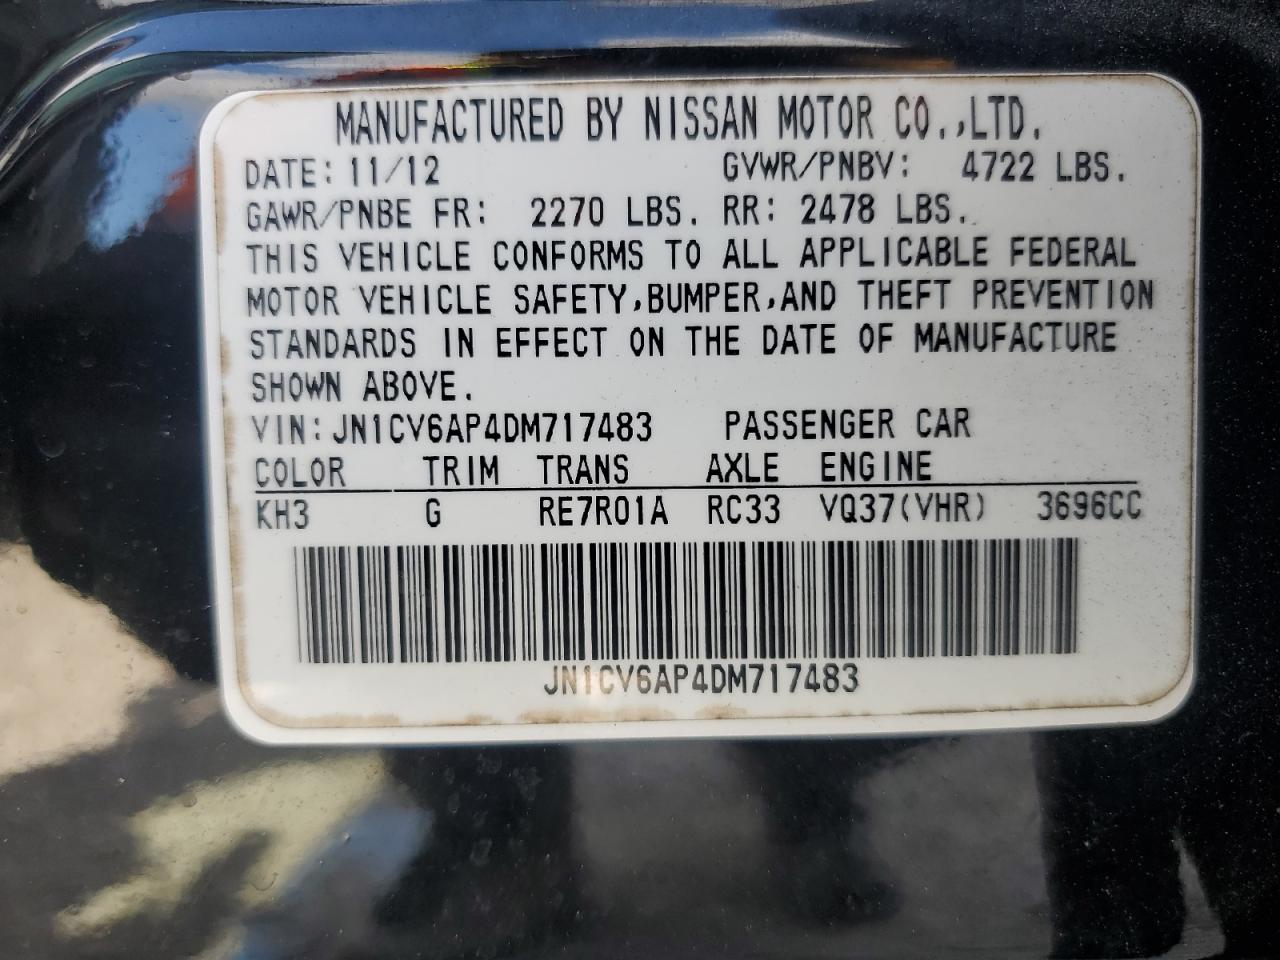 MANUFACTURED BY NISSAN MOTOR CO.,LTD.
DATE: 11/12 GVWR/PNBV: 4722 LBS.
GAWR/PNBE FR: 2270 LBS. RR: 2478 LBS.
THIS VEHICLE CONFORMS TO ALL APPLICABLE FEDERAL
MOTOR VEHICLE SAFETY,BUMPER,AND THEFT PREVENTION
STANDARDS IN EFFECT ON THE DATE OF MANUFACTURE
SHOWN ABOVE.
VIN:JN1CV6AP4DM717483 PASSENGER CAR
COLOR TRIM TRANS AXLE ENGINE
KH3 G RE7R01A RC33 VQ37(VHR) 3696CC
JN1CV6AP4DM717483